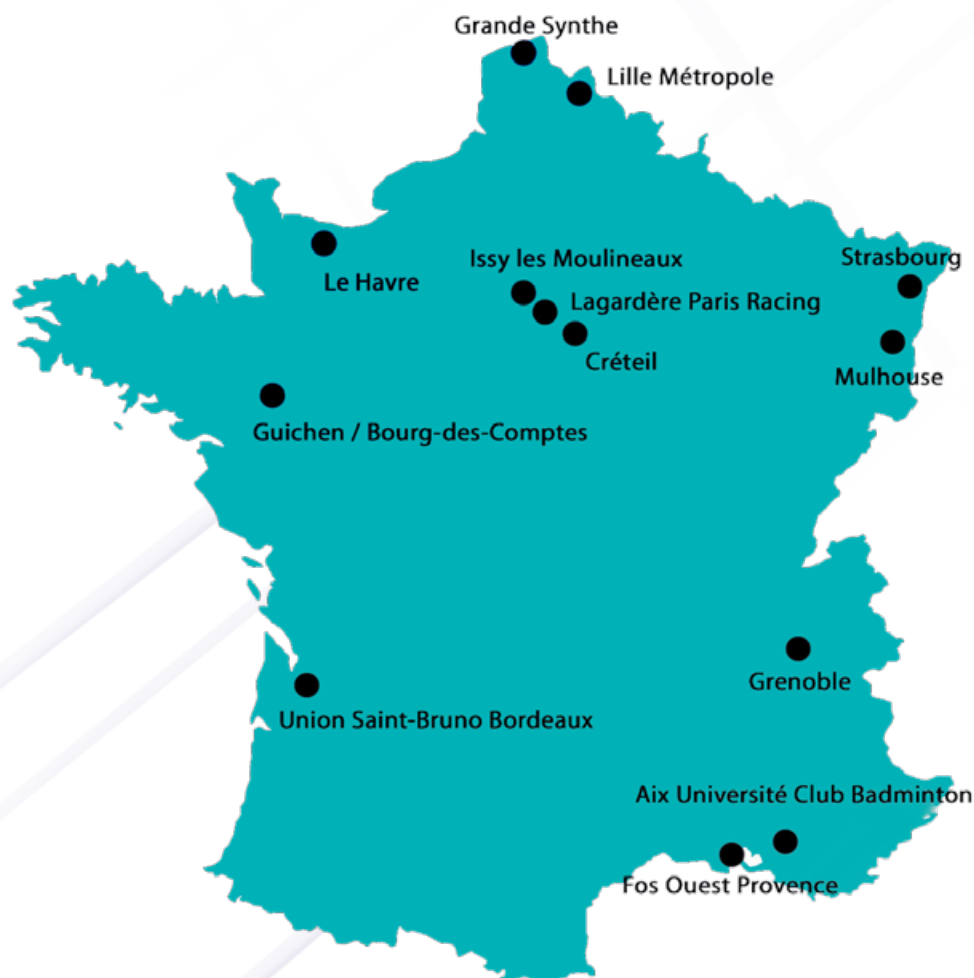 Grande Synthe
Lille Métropole
Strasbourg
Issy les Moulineaux
Le Havre
Lagardère Paris Racing
Créteil
Mulhouse
Guichen / Bourg-des-Comptes
Grenoble
Union Saint-Bruno Bordeaux
Aix Université Club Badminton
Fos Ouest Provence